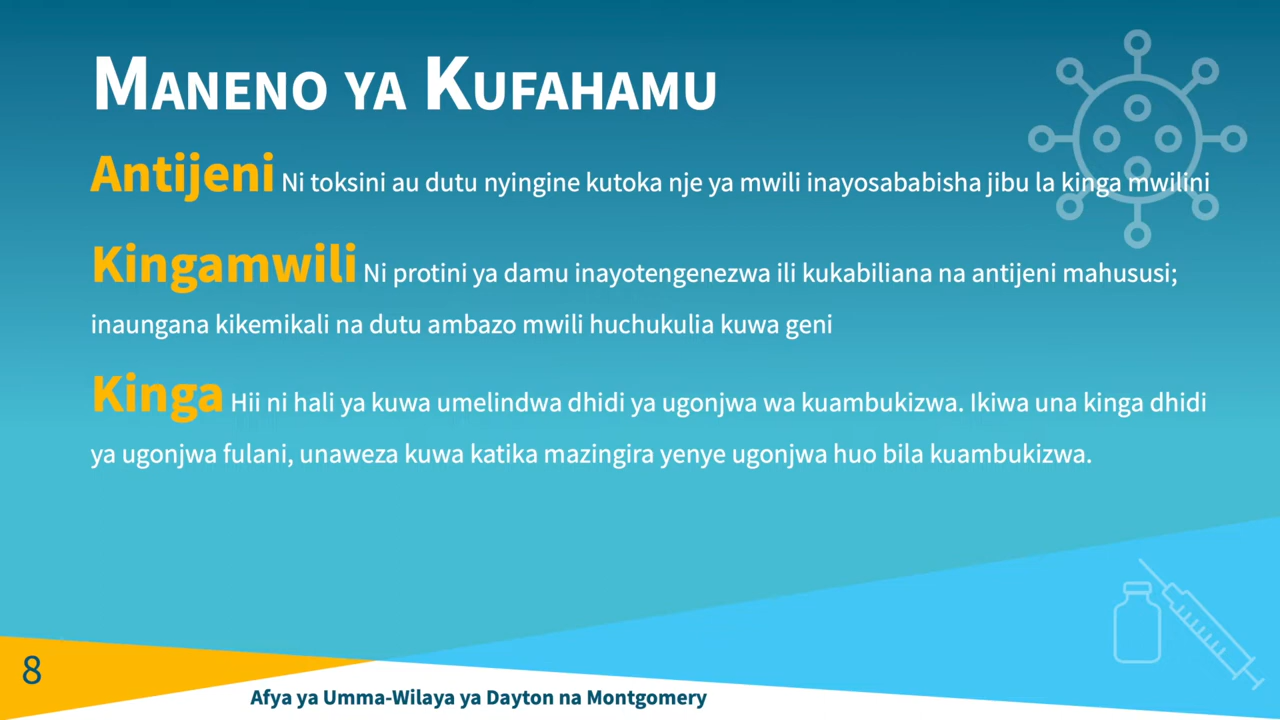 Maneno ya Kufahamu
Antijeni Ni toksini au dutu nyingine kutoka nje ya mwili inayosababisha jibu la kinga mwilini
Kingamwili Ni protini ya damu inayotengenezwa ili kukabiliana na antijeni mahususi;
inaungana kikemikali na dutu ambazo mwili huchukulia kuwa geni
Kinga Hii ni hali ya kuwa umelindwa dhidi ya ugonjwa wa kuambukizwa. Ikiwa una kinga dhidi
ya ugonjwa fulani, unaweza kuwa katika mazingira yenye ugonjwa huo bila kuambukizwa.
8
Afya ya Umma-Wilaya ya Dayton na Montgomery